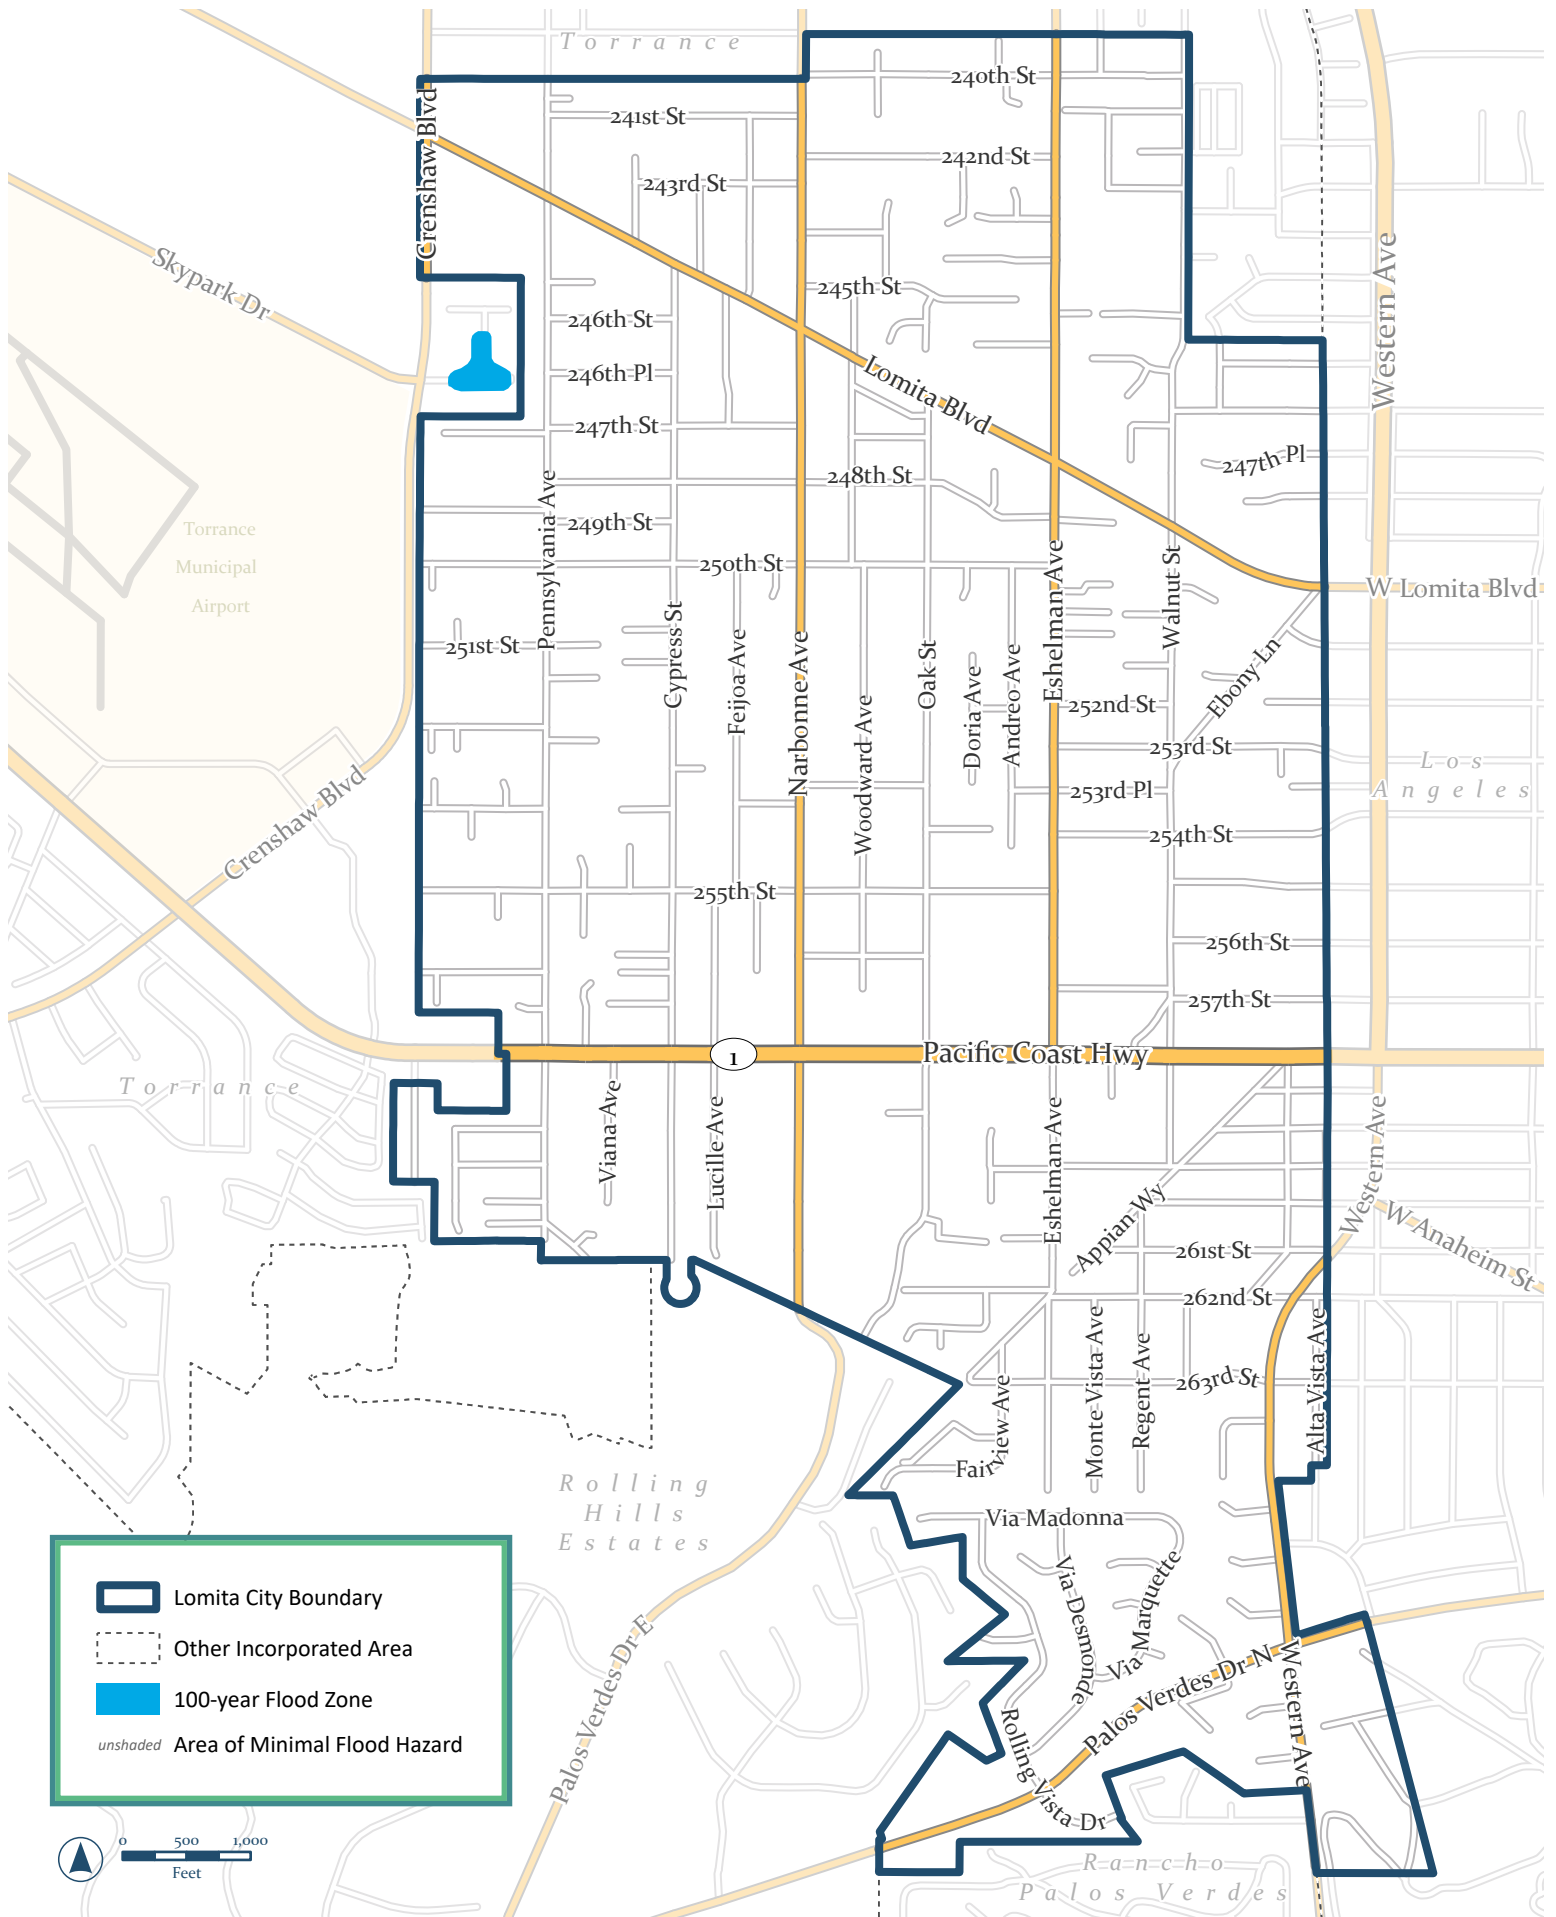 Torrance
240th St
Crenshaw Blvd
241st St
242nd St
243rd St
Skypark Dr
Western Ave
245th St
246th St
246th Pl
Lomita Blvd
247th St
247th Pl
248th St
Pennsylvania Ave
249th St
Torrance
Municipal
Airport
250th St
Eshelman Ave
Walnut St
W Lomita Blvd
251st St
Cypress St
Feijoa Ave
Narbonne Ave
Woodward Ave
Oak St
Doria Ave
Andreo Ave
Ebony Ln
252nd St
253rd St
Los
Angeles
253rd Pl
Crenshaw Blvd
254th St
255th St
256th St
257th St
1
Pacific Coast Hwy
Torrance
Viana Ave
Lucille Ave
Eshelman Ave
Western Ave
Appian Wy
W Anaheim St
261st St
262nd St
Monte Vista Ave
Regent Ave
263rd St
Alta Vista Ave
Fairview Ave
Rolling
Hills
Estates
Via Madonna
Via Desmonde
Via Marquette
Palos Verdes Dr E
Palos Verdes Dr N
Western Ave
Rolling Vista Dr
Rancho
Palos Verdes
Lomita City Boundary
Other Incorporated Area
100-year Flood Zone
unshaded Area of Minimal Flood Hazard
0 500 1,000
Feet